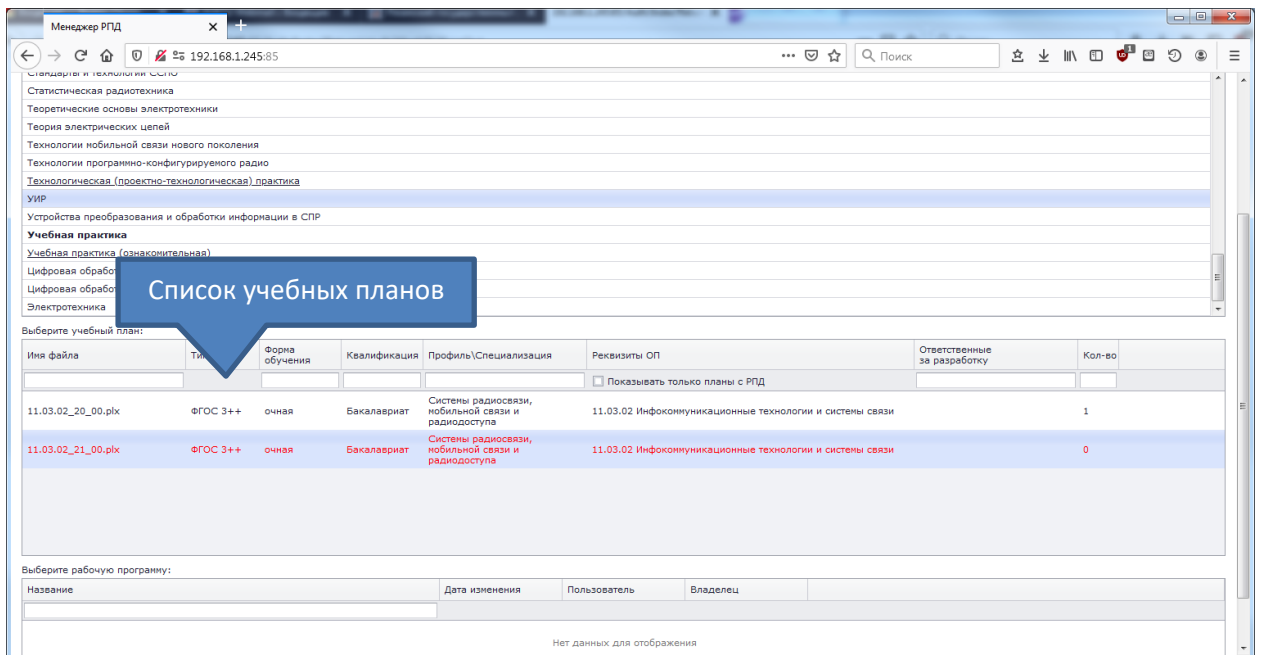 Менеджер РПД
192.168.1.245:85
Поиск
Стандарты и технологии ССПО
Статистическая радиотехника
Теоретические основы электротехники
Теория электрических цепей
Технологии мобильной связи нового поколения
Технологии программно-конфигурируемого радио
Технологическая (проектно-технологическая) практика
УИР
Устройства преобразования и обработки информации в СПР
Учебная практика
Учебная практика (ознакомительная)
Цифровая
Цифровая
Электротехника
Список учебных планов
Выберите учебный план:
Имя файла
Форма обучения
Квалификация
Профиль\Специализация
Реквизиты ОП
Ответственные за разработку
Кол-во
Показывать только планы с РПД
11.03.02_20_00.plx ФГОС 3++ очная Бакалавриат Системы радиосвязи, мобильной связи и радиодоступа 11.03.02 Инфокоммуникационные технологии и системы связи 1
11.03.02_21_00.plx ФГОС 3++ очная Бакалавриат Системы радиосвязи, мобильной связи и радиодоступа 11.03.02 Инфокоммуникационные технологии и системы связи 0
Выберите рабочую программу:
Название Дата изменения Пользователь Владелец
Нет данных для отображения